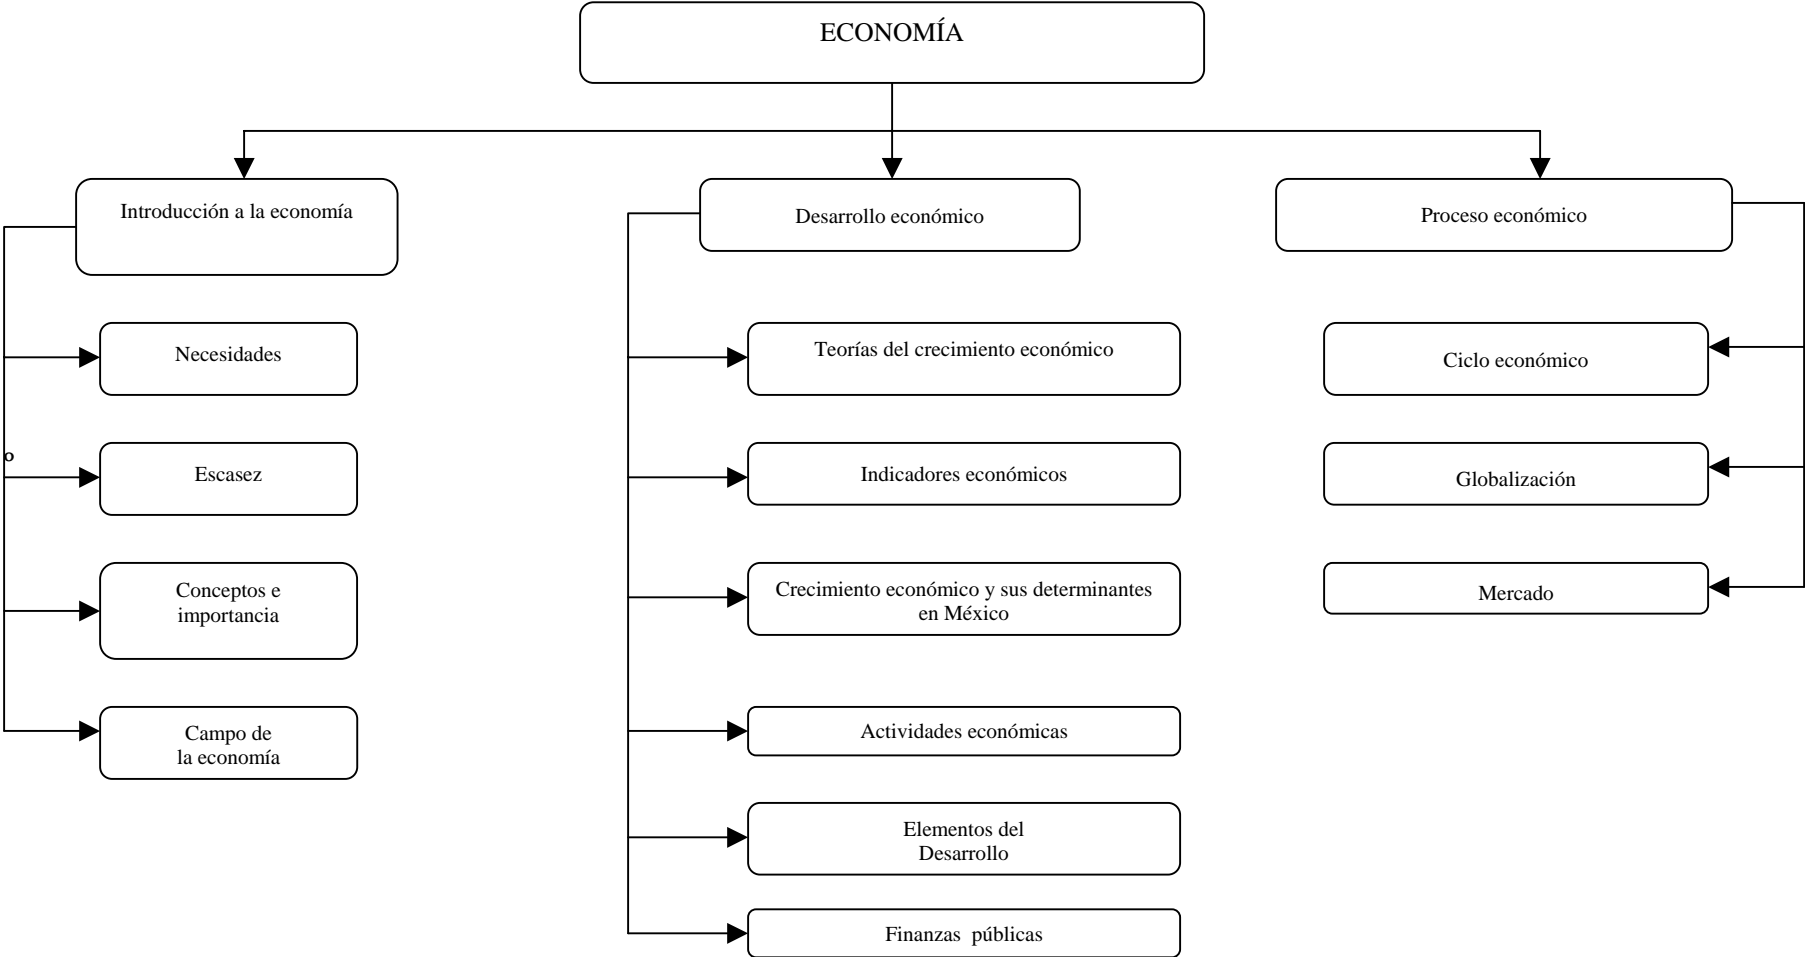 ECONOMÍA
Introducción a la economía
Desarrollo económico
Proceso económico
Necesidades
Teorías del crecimiento económico
Ciclo económico
o
Escasez
Indicadores económicos
Globalización
Conceptos e
importancia
Crecimiento económico y sus determinantes
en México
Mercado
Campo de
la economía
Actividades económicas
Elementos del
Desarrollo
Finanzas  públicas